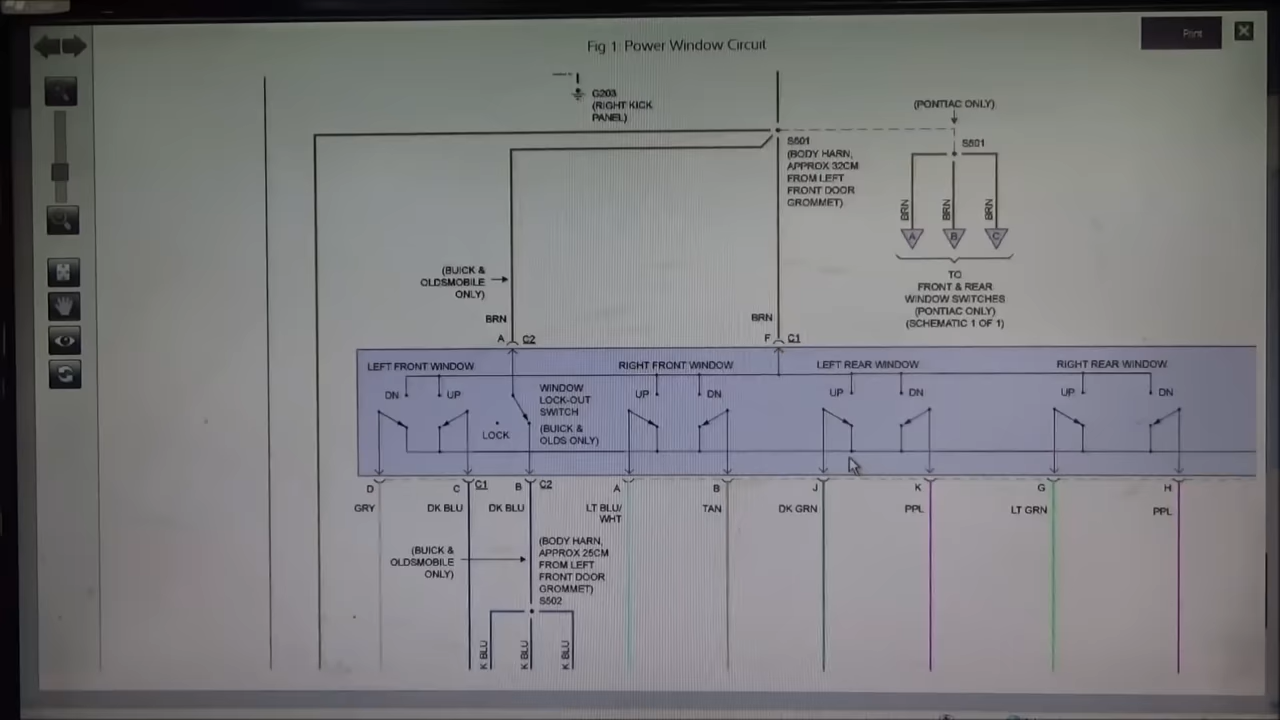 Fig 1: Power Window Circuit
Print
G203
(RIGHT KICK
PANEL)
(PONTIAC ONLY)
S501
(BODY HARN,
APPROX 32CM
FROM LEFT
FRONT DOOR
GROMMET)
S501
BRN
BRN
BRN
A
B
C
TO
FRONT & REAR
WINDOW SWITCHES
(PONTIAC ONLY)
(SCHEMATIC 1 OF 1)
(BUICK &
OLDSMOBILE
ONLY)
BRN
BRN
A
C2
F
C1
LEFT FRONT WINDOW
RIGHT FRONT WINDOW
LEFT REAR WINDOW
RIGHT REAR WINDOW
DN
UP
WINDOW
LOCK-OUT
SWITCH
LOCK
(BUICK &
OLDS ONLY)
UP
DN
UP
DN
UP
DN
D
C
C1
B
C2
A
B
J
K
G
H
GRY
DK BLU
DK BLU
LT BLU/
WHT
TAN
DK GRN
PPL
LT GRN
PPL
(BUICK &
OLDSMOBILE
ONLY)
(BODY HARN,
APPROX 25CM
FROM LEFT
FRONT DOOR
GROMMET)
S502
K BLU
K BLU
K BLU